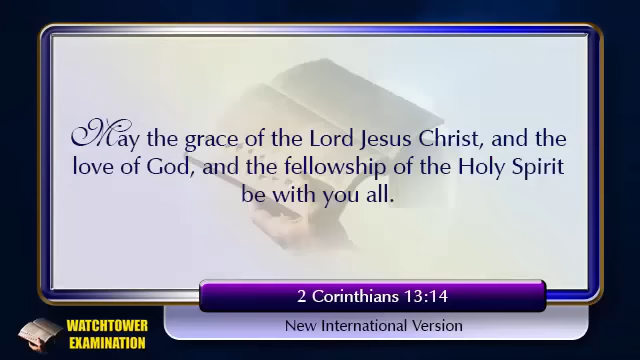 May the grace of the Lord Jesus Christ, and the
love of God, and the fellowship of the Holy Spirit
be with you all.
2 Corinthians 13:14
New International Version
WATCHTOWER
EXAMINATION